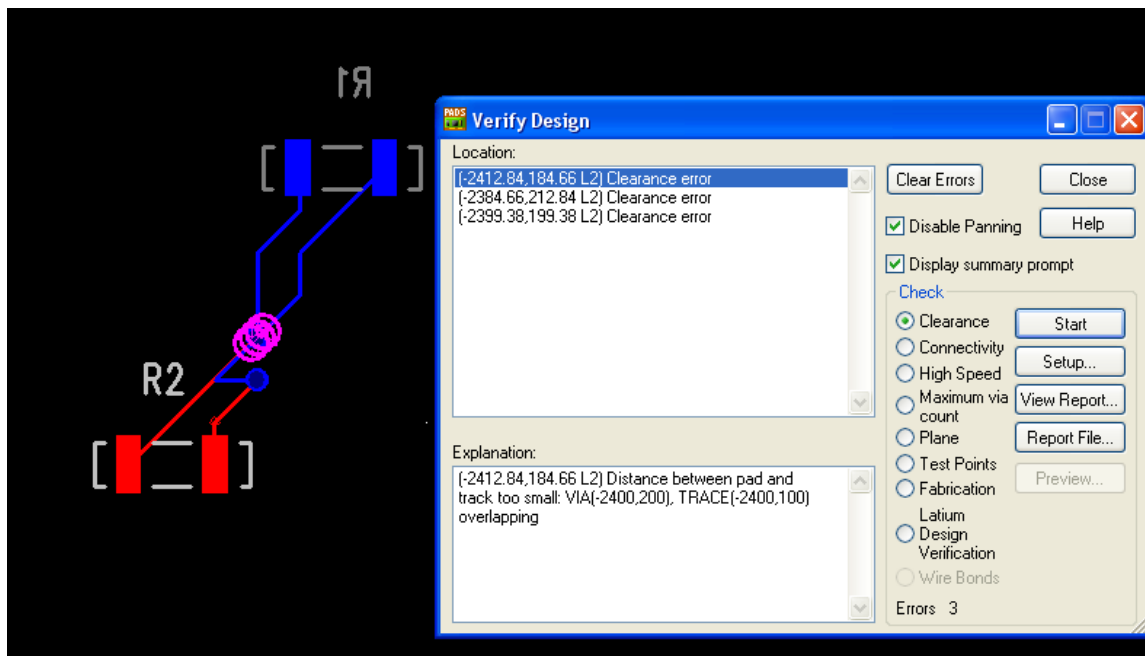 R1
R2
PADS
Verify Design
Location:
(-2412.84,184.66 L2) Clearance error
(-2384.66,212.84 L2) Clearance error
(-2399.38,199.38 L2) Clearance error
Explanation:
(-2412.84,184.66 L2) Distance between pad and
track too small: VIA(-2400,200), TRACE(-2400,100)
overlapping
Clear Errors
Close
Disable Panning
Help
Display summary prompt
Check
Clearance
Start
Connectivity
Setup...
High Speed
Maximum via
count
View Report...
Plane
Report File...
Test Points
Preview...
Fabrication
Latium
Design
Verification
Wire Bonds
Errors 3